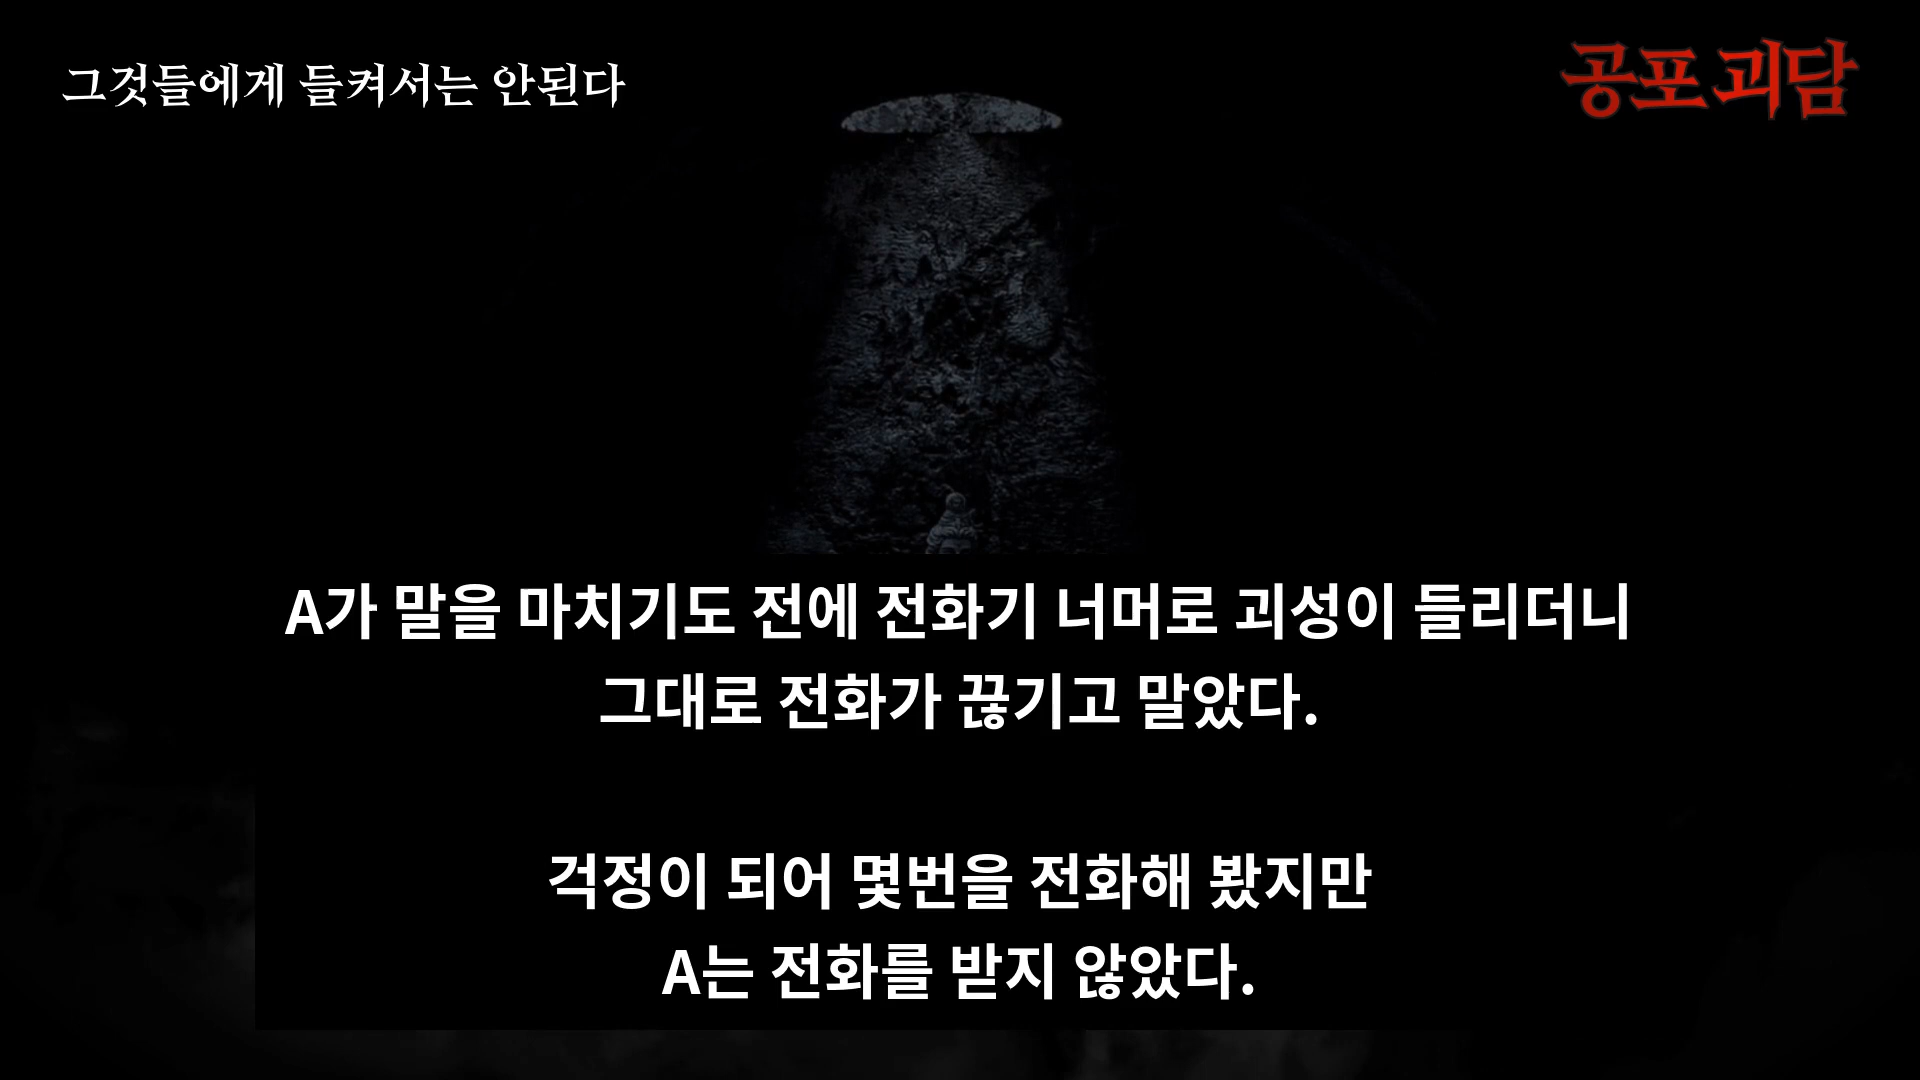 그것들에게 들켜서는 안된다
공포 괴담
A가 말을 마치기도 전에 전화기 너머로 괴성이 들리더니
그대로 전화가 끊기고 말았다.
걱정이 되어 몇번을 전화해 봤지만
A는 전화를 받지 않았다.